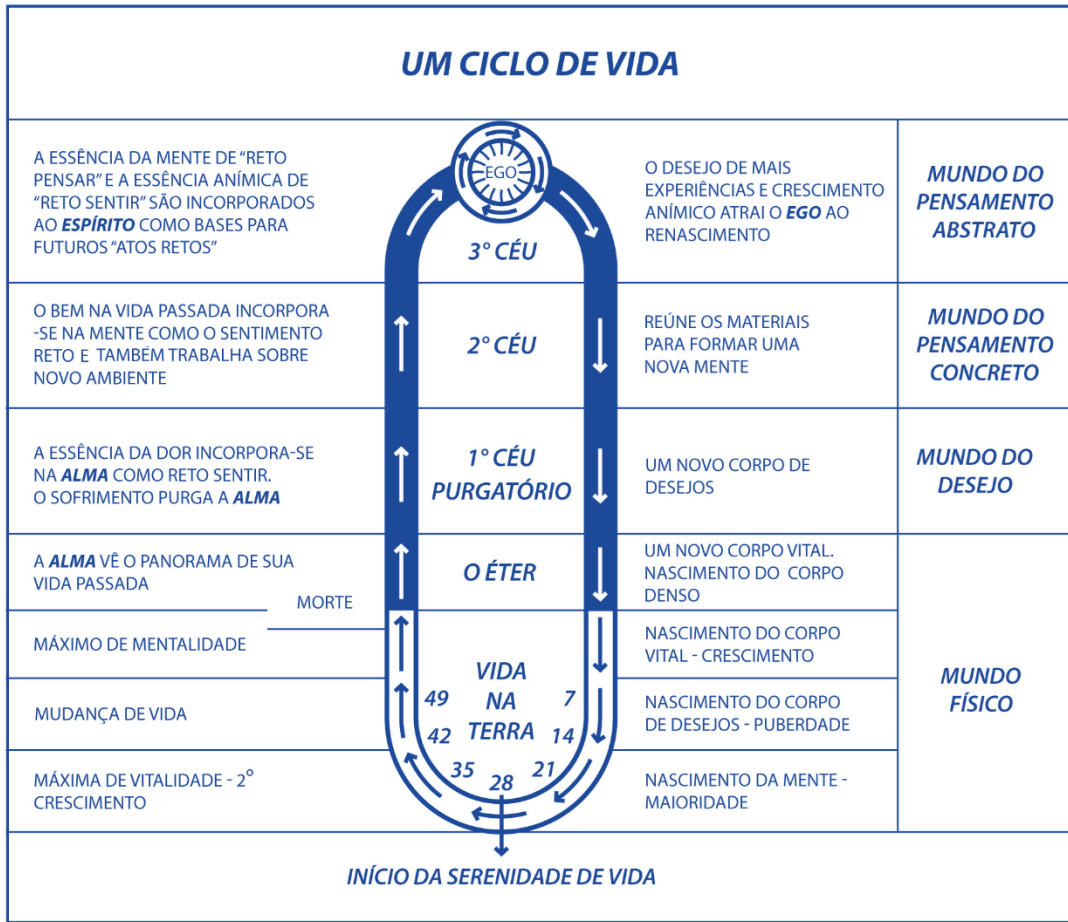 UM CICLO DE VIDA
A ESSÊNCIA DA MENTE DE "RETO
PENSAR" E A ESSÊNCIA ANÍMICA DE
"RETO SENTIR" SÃO INCORPORADOS
AO ESPÍRITO COMO BASES PARA
FUTUROS "ATOS RETOS"
EGO
3° CÉU
O DESEJO DE MAIS
EXPERIÊNCIAS E CRESCIMENTO
ANÍMICO ATRAI O EGO AO
RENASCIMENTO
MUNDO DO
PENSAMENTO
ABSTRATO
O BEM NA VIDA PASSADA INCORPORA
-SE NA MENTE COMO O SENTIMENTO
RETO E TAMBÉM TRABALHA SOBRE
NOVO AMBIENTE
2° CÉU
REÚNE OS MATERIAIS
PARA FORMAR UMA
NOVA MENTE
MUNDO DO
PENSAMENTO
CONCRETO
A ESSÊNCIA DA DOR INCORPORA-SE
NA ALMA COMO RETO SENTIR.
O SOFRIMENTO PURGA A ALMA
1° CÉU
PURGATÓRIO
UM NOVO CORPO DE
DESEJOS
MUNDO DO
DESEJO
A ALMA VÊ O PANORAMA DE SUA
VIDA PASSADA
MORTE
O ÉTER
UM NOVO CORPO VITAL.
NASCIMENTO DO CORPO
DENSO
MÁXIMO DE MENTALIDADE
NASCIMENTO DO CORPO
VITAL - CRESCIMENTO
MUNDO
FÍSICO
MUDANÇA DE VIDA
VIDA
NA
TERRA
49
42
35
28
21
14
7
NASCIMENTO DO CORPO
DE DESEJOS - PUBERDADE
MÁXIMA DE VITALIDADE - 2°
CRESCIMENTO
NASCIMENTO DA MENTE -
MAIORIDADE
INÍCIO DA SERENIDADE DE VIDA